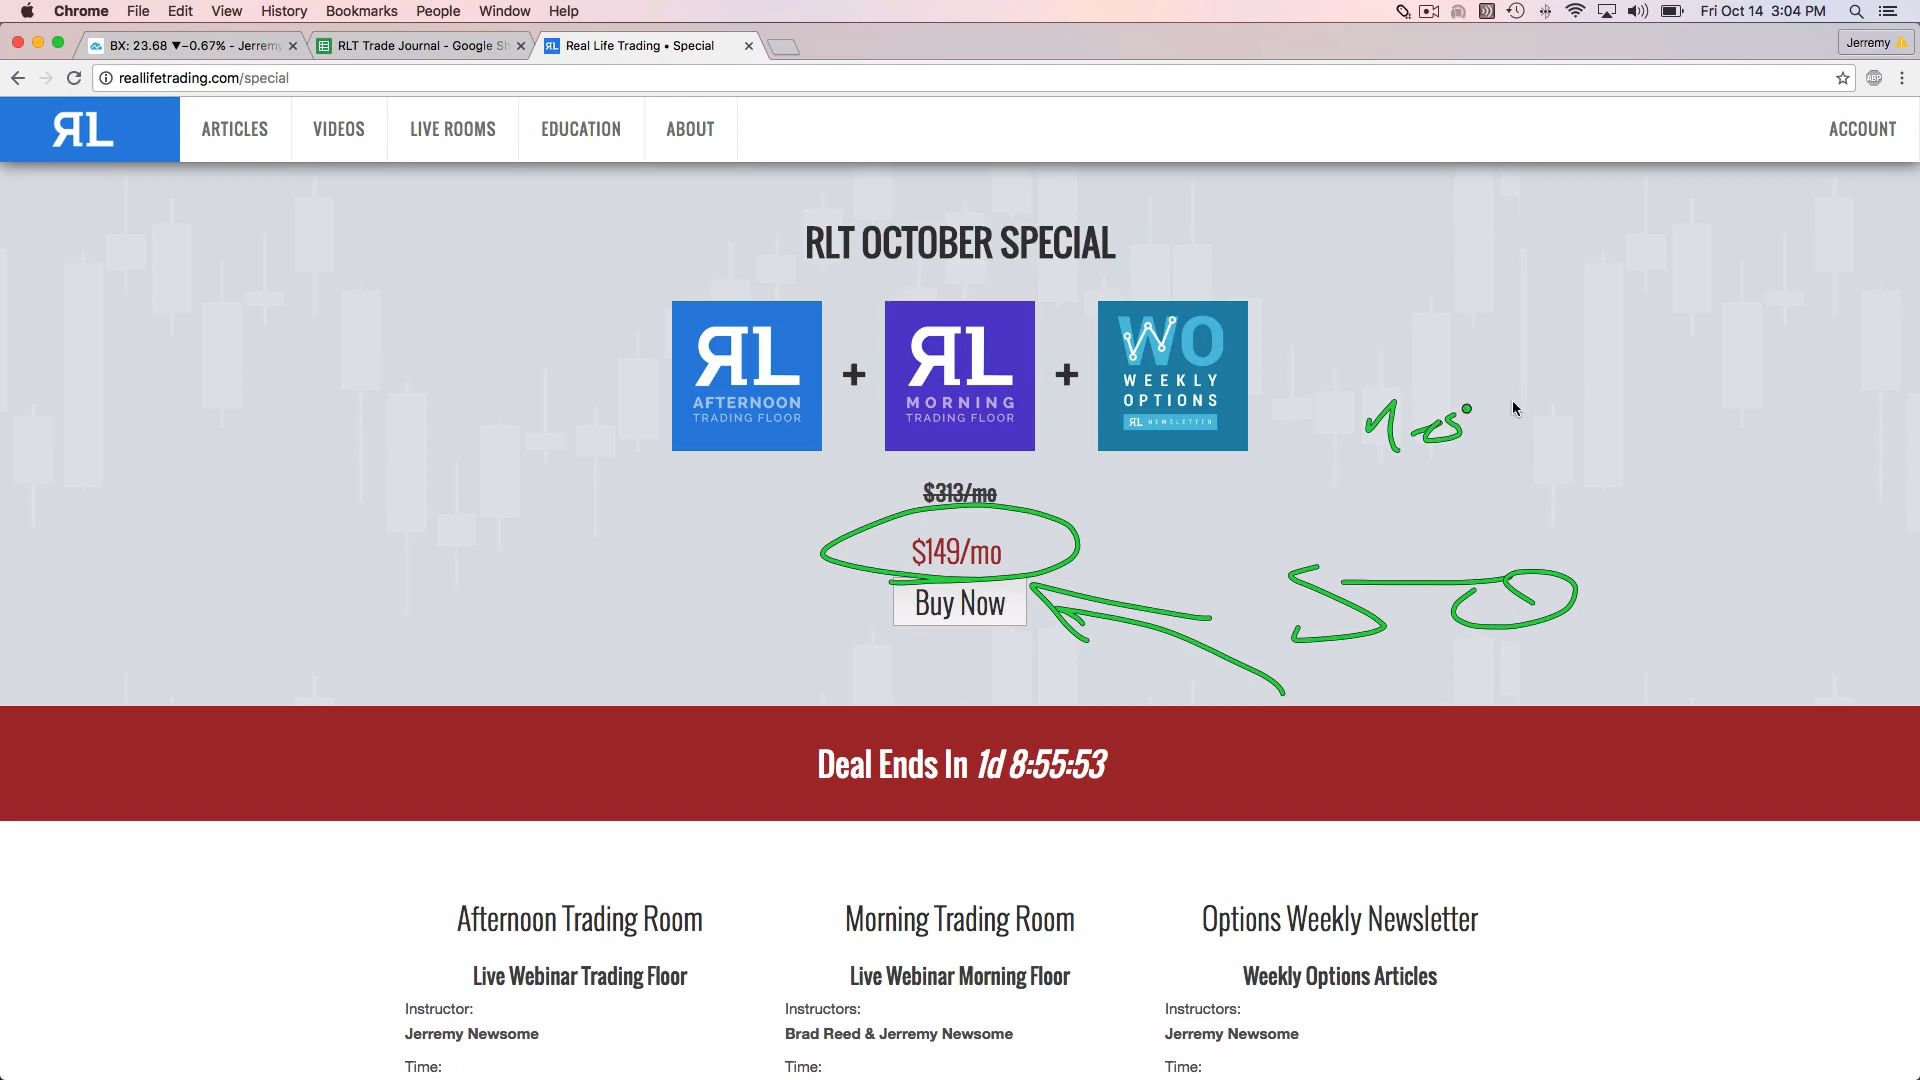 Chrome File Edit View History Bookmarks People Window Help Fri Oct 14 3:04 PM
BX: 23.68 ▼−0.67% - Jerremy RLT Trade Journal - Google Sh Real Life Trading • Special Jerremy
reallifetrading.com/special ABP
RL ARTICLES VIDEOS LIVE ROOMS EDUCATION ABOUT ACCOUNT
RLT OCTOBER SPECIAL
RL + RL + WO
AFTERNOON MORNING WEEKLY
TRADING FLOOR TRADING FLOOR OPTIONS
RL NEWSLETTER
$313/mo
$149/mo
Buy Now
Deal Ends In 1d 8:55:53
Afternoon Trading Room Morning Trading Room Options Weekly Newsletter
Live Webinar Trading Floor Live Webinar Morning Floor Weekly Options Articles
Instructor: Instructors: Instructors:
Jerremy Newsome Brad Reed & Jerremy Newsome Jerremy Newsome
Time: Time: Time: